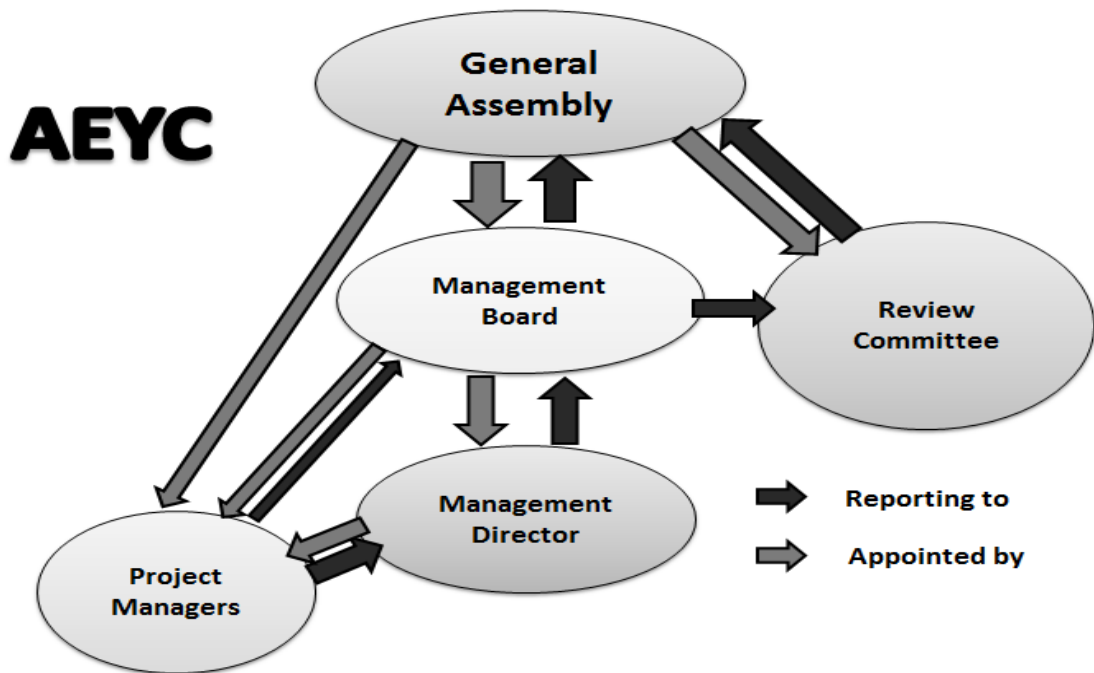 General
Assembly
AEYC
Management
Board
Review
Committee
Management
Director
Reporting to
Appointed by
Project
Managers